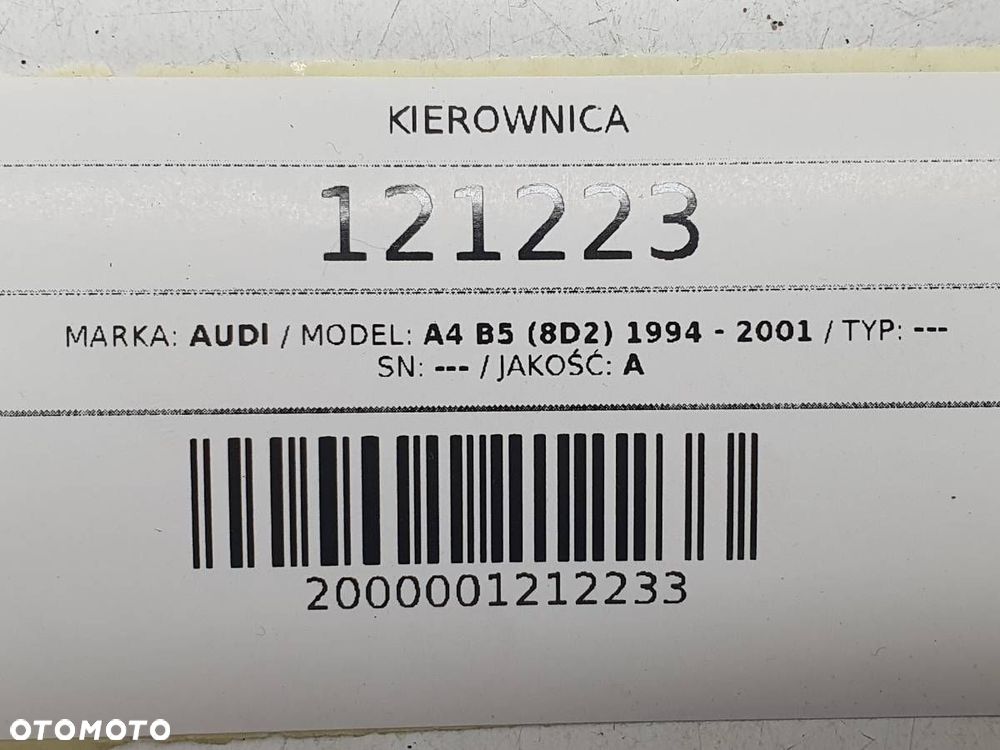 KIEROWNICA
121223
MARKA: AUDI / MODEL: A4 B5 (8D2) 1994 - 2001 / TYP: ---
SN: --- / JAKOŚĆ: A
2000001212233
OTOMOTO